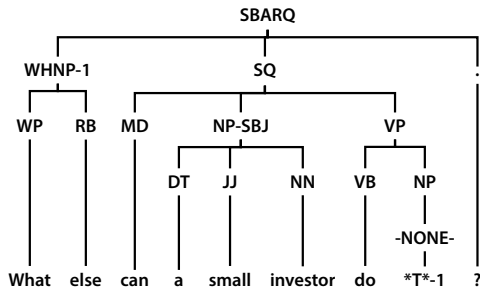 SBARQ
WHNP-1 SQ .
WP RB MD NP-SBJ VP
DT JJ NN VB NP
-NONE-
What else can a small investor do *T*-1 ?